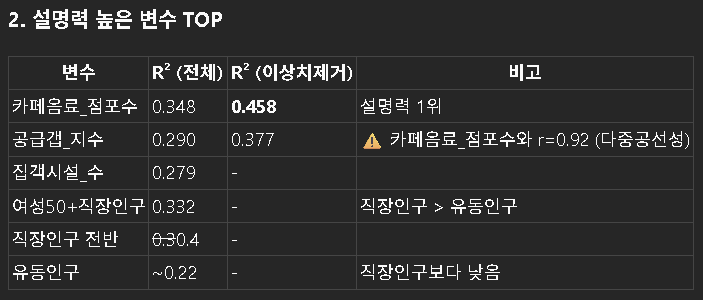 2. 설명력 높은 변수 TOP
변수 R² (전체) R² (이상치제거) 비고
카페음료_점포수 0.348 0.458 설명력 1위
공급갭_지수 0.290 0.377 ⚠️ 카페음료_점포수와 r=0.92 (다중공선성)
집객시설_수 0.279 -
여성50+직장인구 0.332 - 직장인구 > 유동인구
직장인구 전반 0.30.4 -
유동인구 ~0.22 - 직장인구보다 낮음